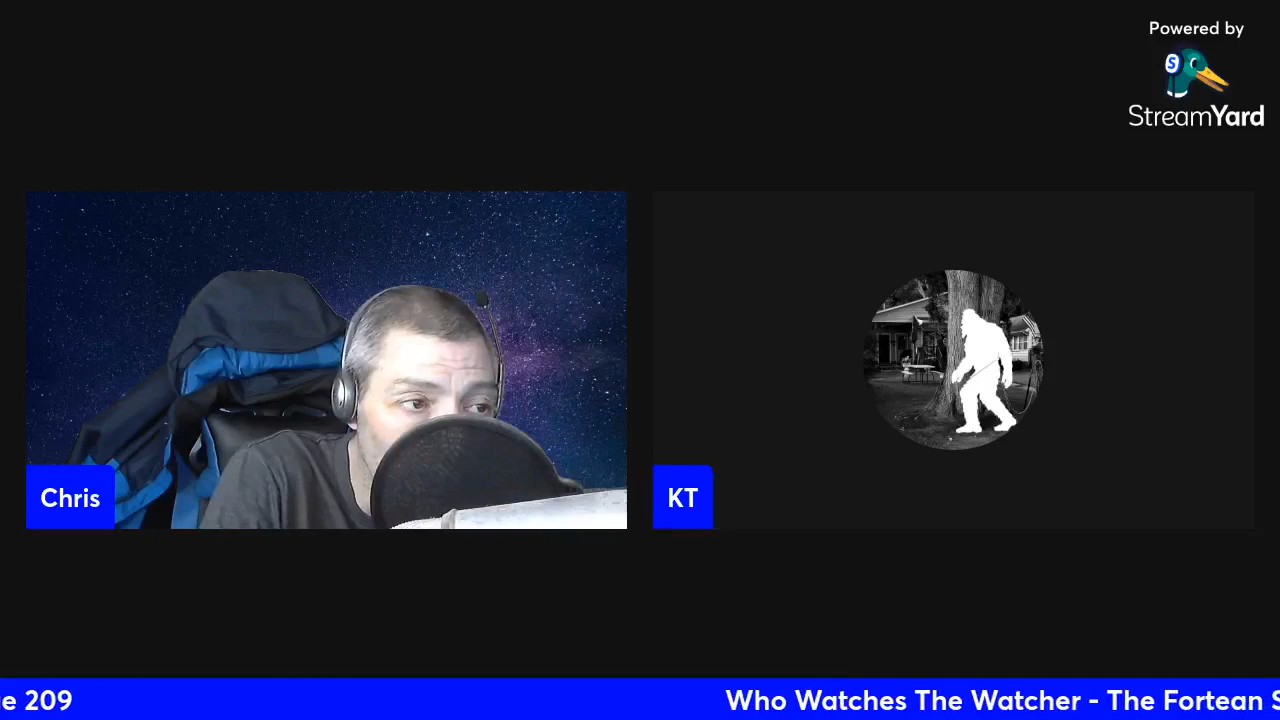 Powered by
S
StreamYard
Chris
KT
e 209
Who Watches The Watcher - The Fortean S